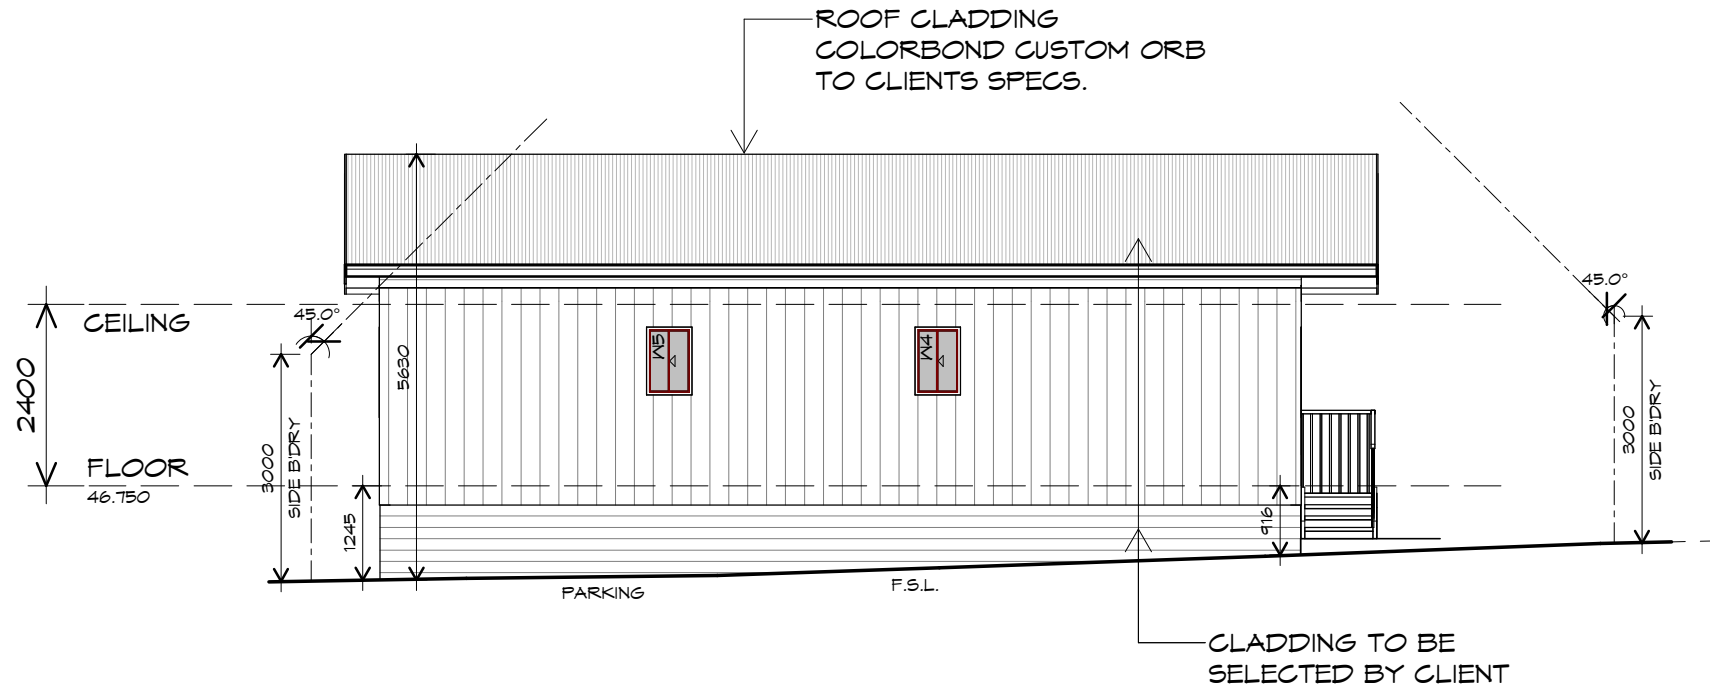 ROOF CLADDING
COLORBOND CUSTOM ORB
TO CLIENTS SPECS.
45.0°
45.0°
CEILING
2400
5630
W5
W4
3000
SIDE B'DRY
3000
SIDE B'DRY
FLOOR
46.750
1245
916
PARKING
F.S.L.
CLADDING TO BE
SELECTED BY CLIENT